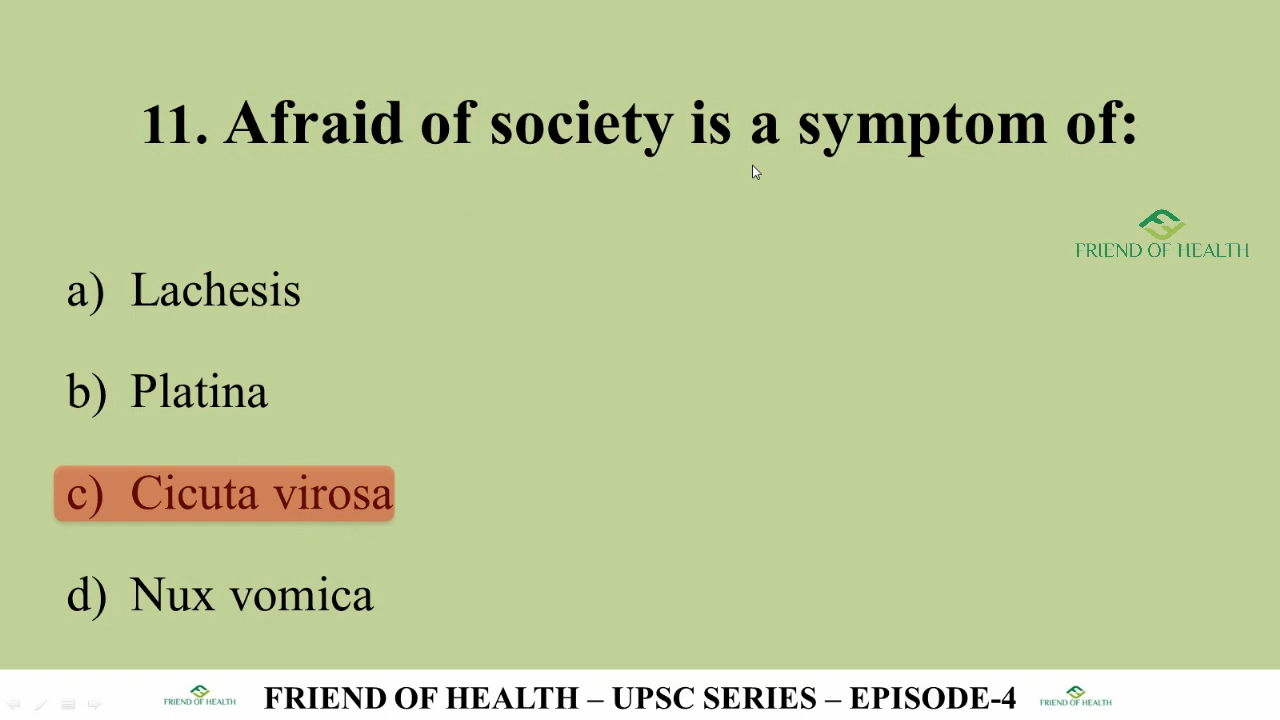 11. Afraid of society is a symptom of:
FRIEND OF HEALTH
a) Lachesis
b) Platina
c) Cicuta virosa
d) Nux vomica
FRIEND OF HEALTH
FRIEND OF HEALTH – UPSC SERIES – EPISODE-4
FRIEND OF HEALTH